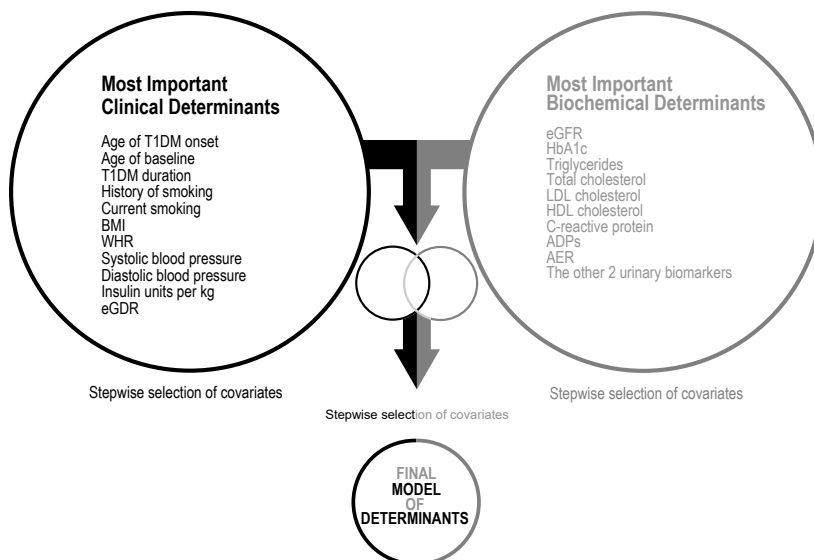 Most Important
Clinical Determinants
Age of T1DM onset
Age of baseline
T1DM duration
History of smoking
Current smoking
BMI
WHR
Systolic blood pressure
Diastolic blood pressure
Insulin units per kg
eGDR
Stepwise selection of covariates
Most Important
Biochemical Determinants
eGFR
HbA1c
Triglycerides
Total cholesterol
LDL cholesterol
HDL cholesterol
C-reactive protein
ADPs
AER
The other 2 urinary biomarkers
Stepwise selection of covariates
Stepwise selection of covariates
FINAL
MODEL
OF
DETERMINANTS